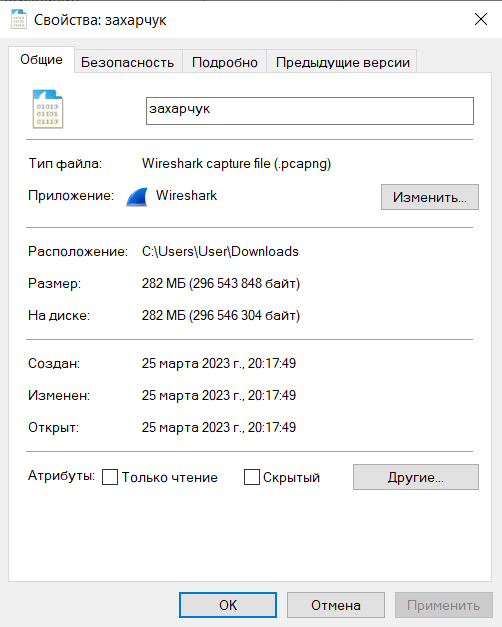 Свойства: захарчук
Общие Безопасность Подробно Предыдущие версии
01010
01101
01110
захарчук
Тип файла: Wireshark capture file (.pcapng)
Приложение: Wireshark Изменить...
Расположение: C:\Users\User\Downloads
Размер: 282 МБ (296 543 848 байт)
На диске: 282 МБ (296 546 304 байт)
Создан: 25 марта 2023 г., 20:17:49
Изменен: 25 марта 2023 г., 20:17:49
Открыт: 25 марта 2023 г., 20:17:49
Атрибуты: Только чтение Скрытый Другие...
OK Отмена Применить